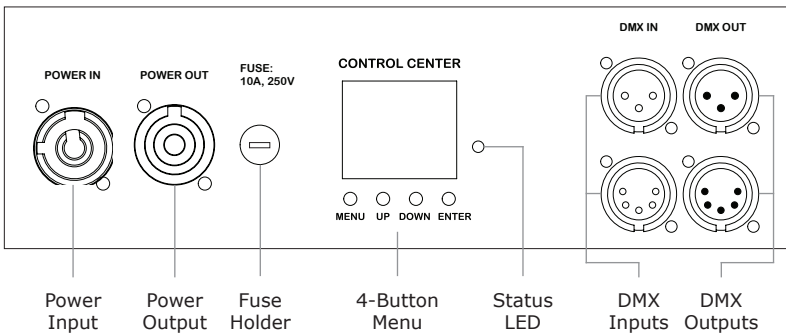 DMX IN DMX OUT
POWER IN POWER OUT FUSE:
10A, 250V
CONTROL CENTER
MENU UP DOWN ENTER
Power
Input
Power
Output
Fuse
Holder
4-Button
Menu
Status
LED
DMX
Inputs
DMX
Outputs